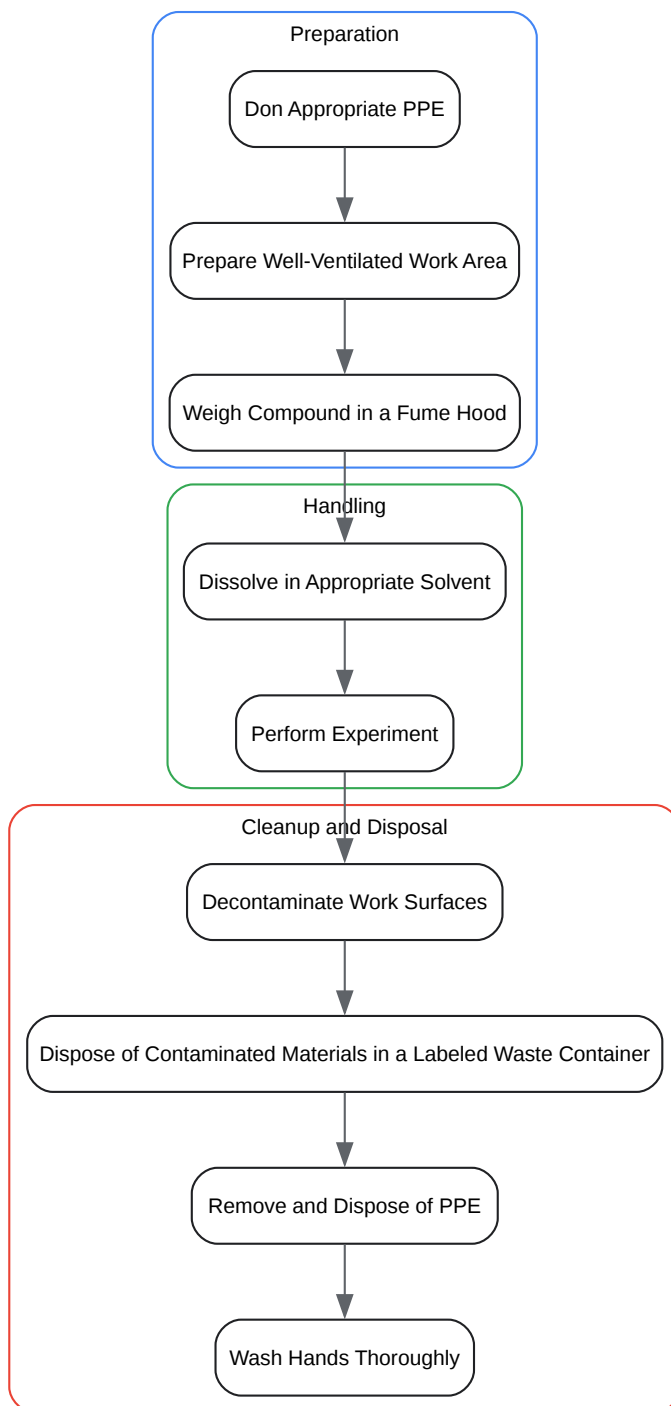 Preparation
Don Appropriate PPE
Prepare Well-Ventilated Work Area
Weigh Compound in a Fume Hood
Handling
Dissolve in Appropriate Solvent
Perform Experiment
Cleanup and Disposal
Decontaminate Work Surfaces
Dispose of Contaminated Materials in a Labeled Waste Container
Remove and Dispose of PPE
Wash Hands Thoroughly